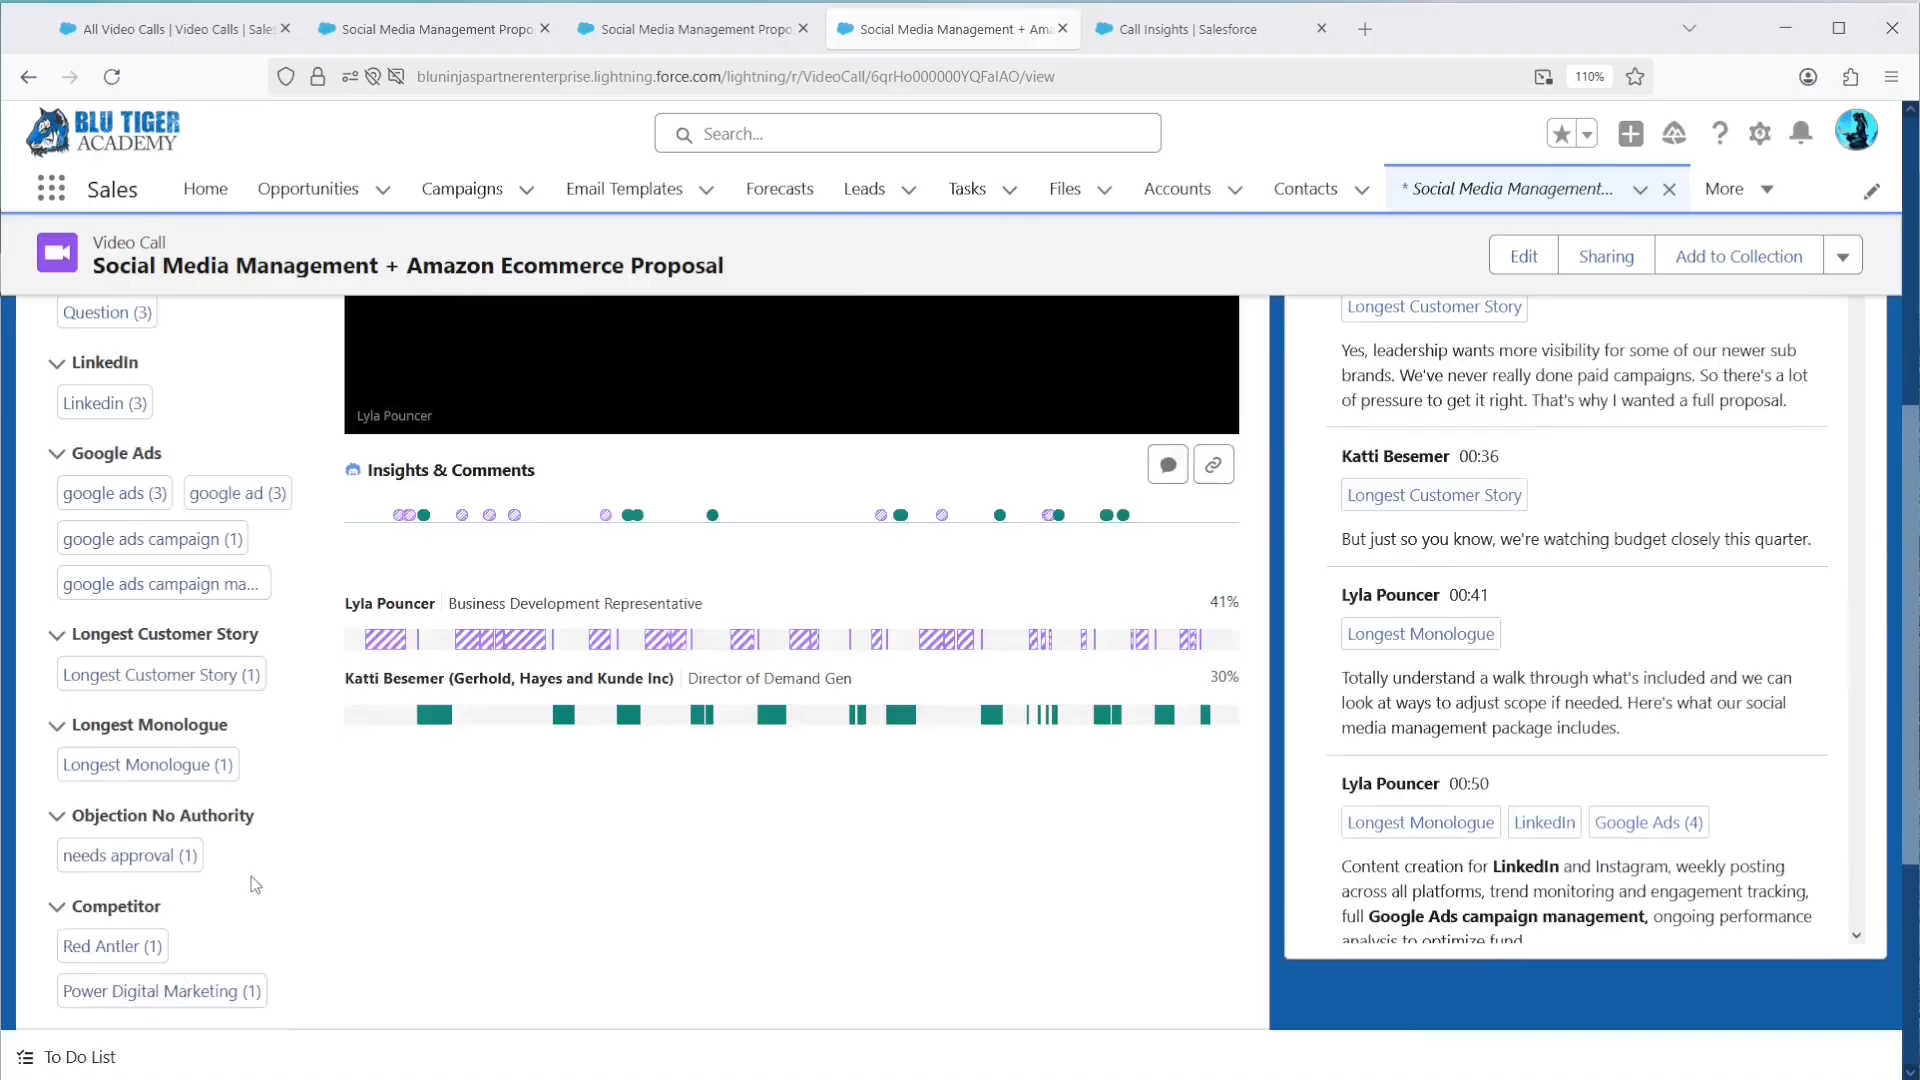 All Video Calls | Video Calls | Sales
Social Media Management Propo
Social Media Management Propo
Social Media Management + Ama
Call Insights | Salesforce
bluninjaspartnerenterprise.lightning.force.com/lightning/r/VideoCall/6qrHo000000YQFaIAO/view
110%
BLU TIGER
ACADEMY
Search...
Sales
Home
Opportunities
Campaigns
Email Templates
Forecasts
Leads
Tasks
Files
Accounts
Contacts
* Social Media Management...
More
Video Call
Social Media Management + Amazon Ecommerce Proposal
Edit
Sharing
Add to Collection
Question (3)
LinkedIn
Linkedin (3)
Google Ads
google ads (3)
google ad (3)
google ads campaign (1)
google ads campaign ma...
Longest Customer Story
Longest Customer Story (1)
Longest Monologue
Longest Monologue (1)
Objection No Authority
needs approval (1)
Competitor
Red Antler (1)
Power Digital Marketing (1)
Lyla Pouncer
Insights & Comments
Lyla Pouncer
Business Development Representative
41%
Katti Besemer (Gerhold, Hayes and Kunde Inc)
Director of Demand Gen
30%
Longest Customer Story
Yes, leadership wants more visibility for some of our newer sub
brands. We've never really done paid campaigns. So there's a lot
of pressure to get it right. That's why I wanted a full proposal.
Katti Besemer 00:36
Longest Customer Story
But just so you know, we're watching budget closely this quarter.
Lyla Pouncer 00:41
Longest Monologue
Totally understand a walk through what's included and we can
look at ways to adjust scope if needed. Here's what our social
media management package includes.
Lyla Pouncer 00:50
Longest Monologue
LinkedIn
Google Ads (4)
Content creation for LinkedIn and Instagram, weekly posting
across all platforms, trend monitoring and engagement tracking,
full Google Ads campaign management, ongoing performance
analysis to optimize fund
To Do List